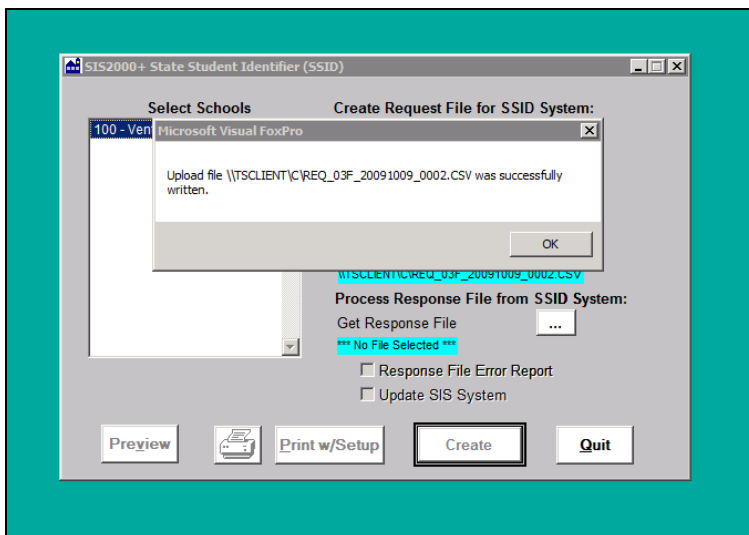 SIS2000+ State Student Identifier (SSID)
Select Schools
Create Request File for SSID System:
100 - Ven
Microsoft Visual FoxPro
Upload file \\TSCLIENT\C\REQ_03F_20091009_0002.CSV was successfully
written.
OK
\\TSCLIENT\C\REQ_03F_20091009_0002.CSV
Process Response File from SSID System:
Get Response File
...
*** No File Selected ***
Response File Error Report
Update SIS System
Preview
Print w/Setup
Create
Quit